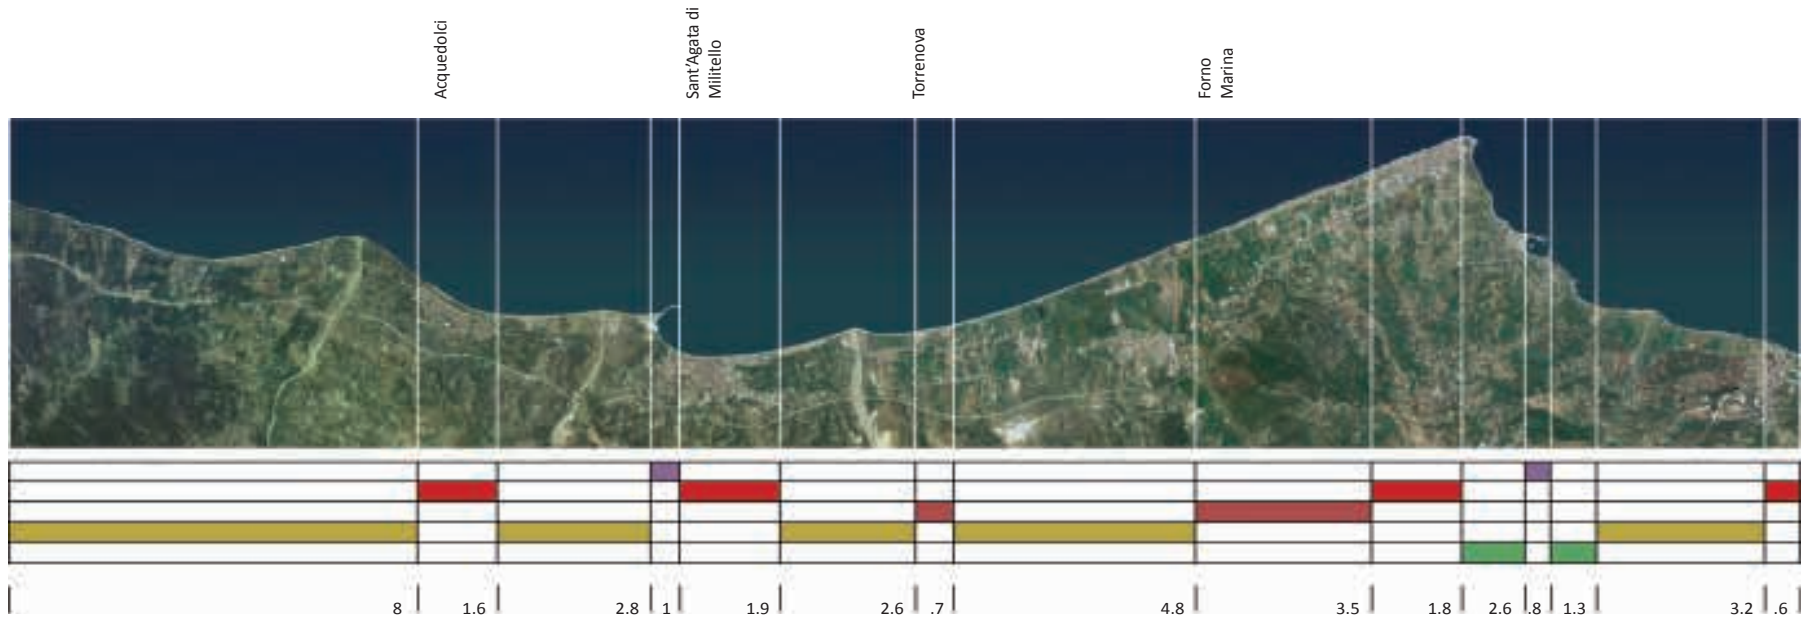 Acquedolci
Sant'Agata di
Militello
Torrenova
Forno
Marina
8 1.6 2.8 1 1.9 2.6 .7 4.8 3.5 1.8 2.6 .8 1.3 3.2 .6